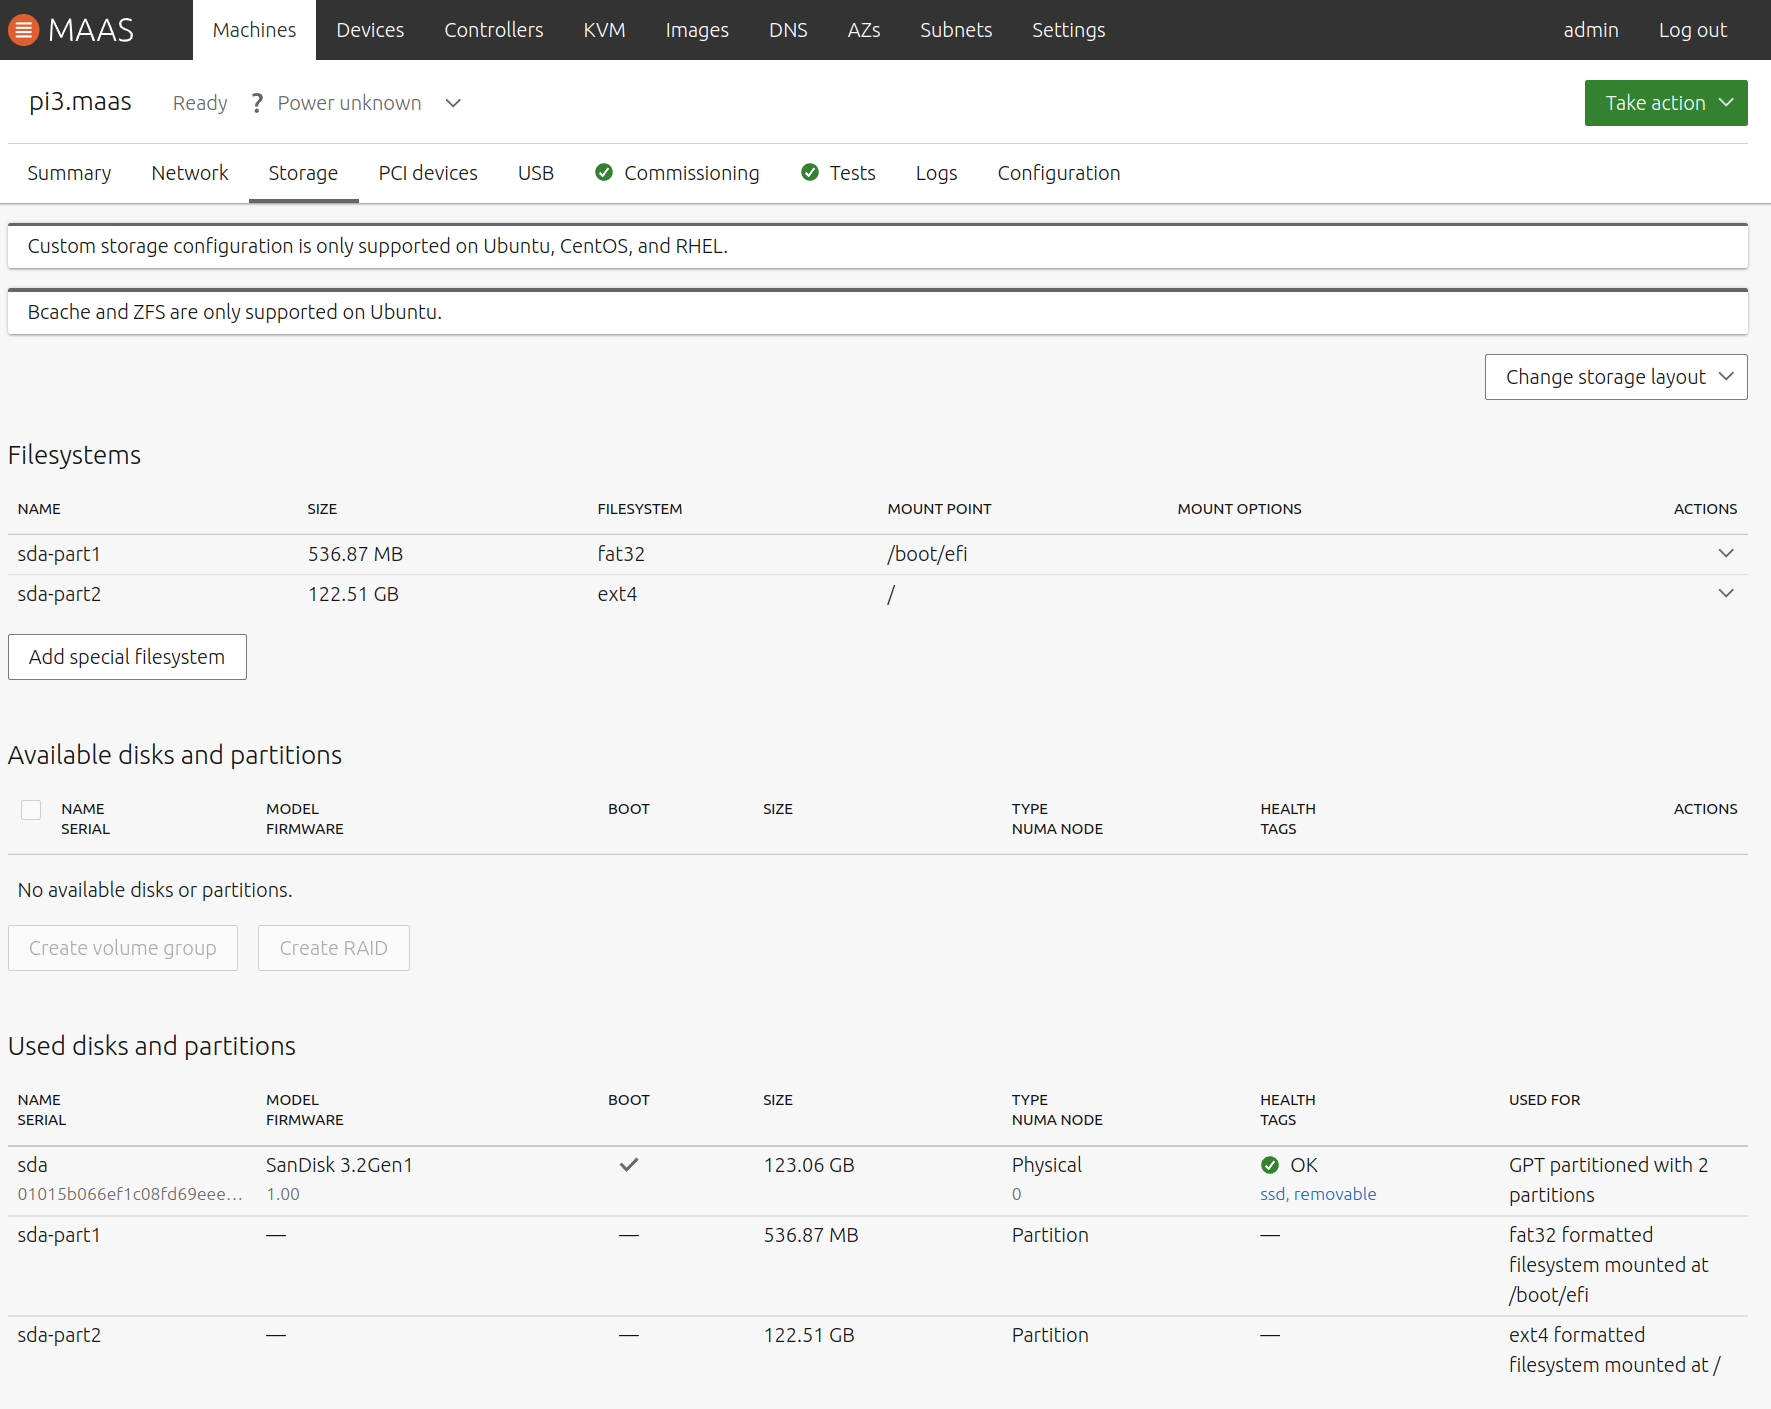 MAAS Machines Devices Controllers KVM Images DNS AZs Subnets Settings admin Log out
pi3.maas Ready ? Power unknown Take action
Summary Network Storage PCI devices USB Commissioning Tests Logs Configuration
Custom storage configuration is only supported on Ubuntu, CentOS, and RHEL.
Bcache and ZFS are only supported on Ubuntu.
Change storage layout
Filesystems
NAME SIZE FILESYSTEM MOUNT POINT MOUNT OPTIONS ACTIONS
sda-part1 536.87 MB fat32 /boot/efi
sda-part2 122.51 GB ext4 /
Add special filesystem
Available disks and partitions
NAME MODEL BOOT SIZE TYPE HEALTH ACTIONS
SERIAL FIRMWARE NUMA NODE TAGS
No available disks or partitions.
Create volume group Create RAID
Used disks and partitions
NAME MODEL BOOT SIZE TYPE HEALTH USED FOR
SERIAL FIRMWARE NUMA NODE TAGS
sda SanDisk 3.2Gen1 123.06 GB Physical OK GPT partitioned with 2
01015b066ef1c08fd69eee... 1.00 0 ssd, removable partitions
sda-part1 — — 536.87 MB Partition — fat32 formatted
filesystem mounted at
/boot/efi
sda-part2 — — 122.51 GB Partition — ext4 formatted
filesystem mounted at /